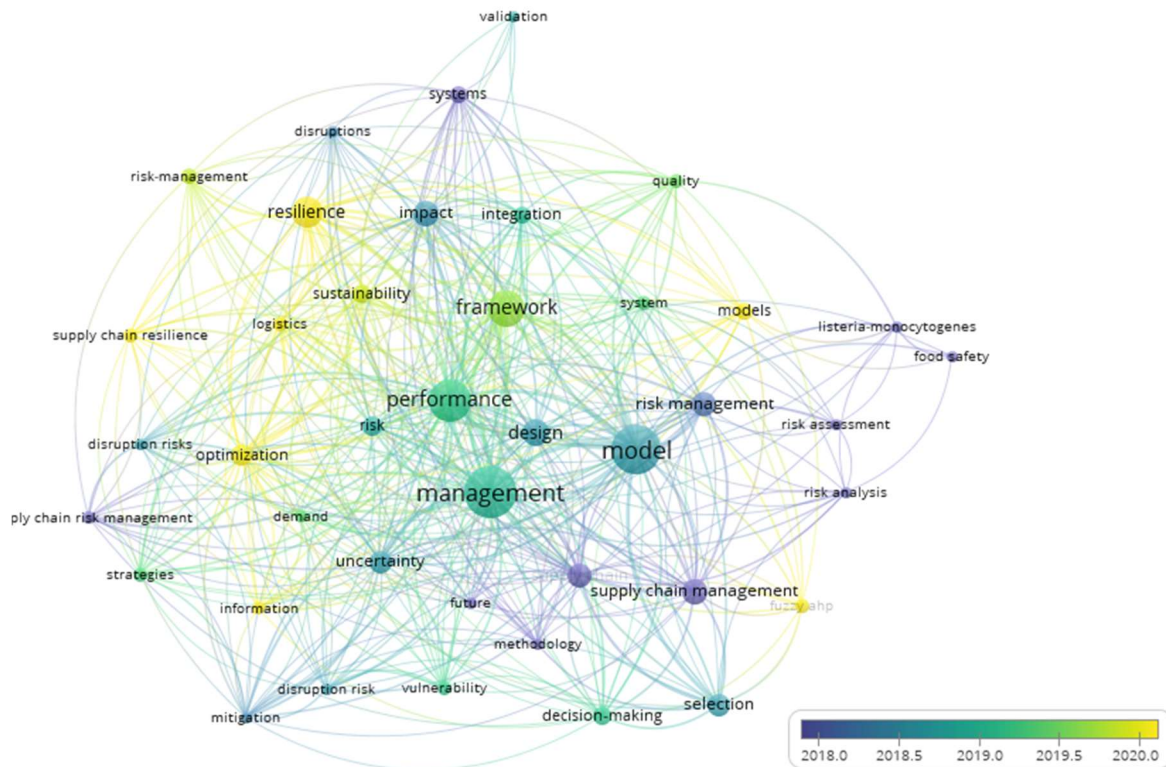 validation
systems
disruptions
risk-management
quality
resilience
impact
integration
sustainability
framework
system
models
logistics
supply chain resilience
listeria-monocytogenes
food safety
performance
risk management
risk
design
risk assessment
disruption risks
optimization
model
management
risk analysis
ply chain risk management
demand
uncertainty
strategies
supply chain management
information
future
fuzzy ahp
methodology
disruption risk
vulnerability
selection
mitigation
decision-making
2018.0 2018.5 2019.0 2019.5 2020.0